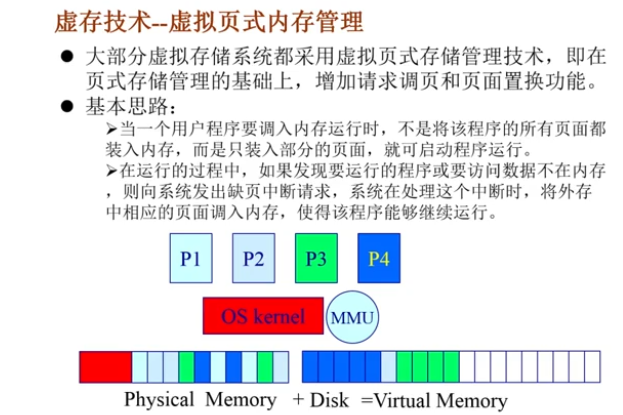 虚存技术--虚拟页式内存管理
● 大部分虚拟存储系统都采用虚拟页式存储管理技术，即在
页式存储管理的基础上，增加请求调页和页面置换功能。
● 基本思路：
➢当一个用户程序要调入内存运行时，不是将该程序的所有页面都
装入内存，而是只装入部分的页面，就可启动程序运行。
➢在运行的过程中，如果发现要运行的程序或要访问数据不在内存
，则向系统发出缺页中断请求，系统在处理这个中断时，将外存
中相应的页面调入内存，使得该程序能够继续运行。
P1 P2 P3 P4
OS kernel MMU
Physical Memory + Disk =Virtual Memory